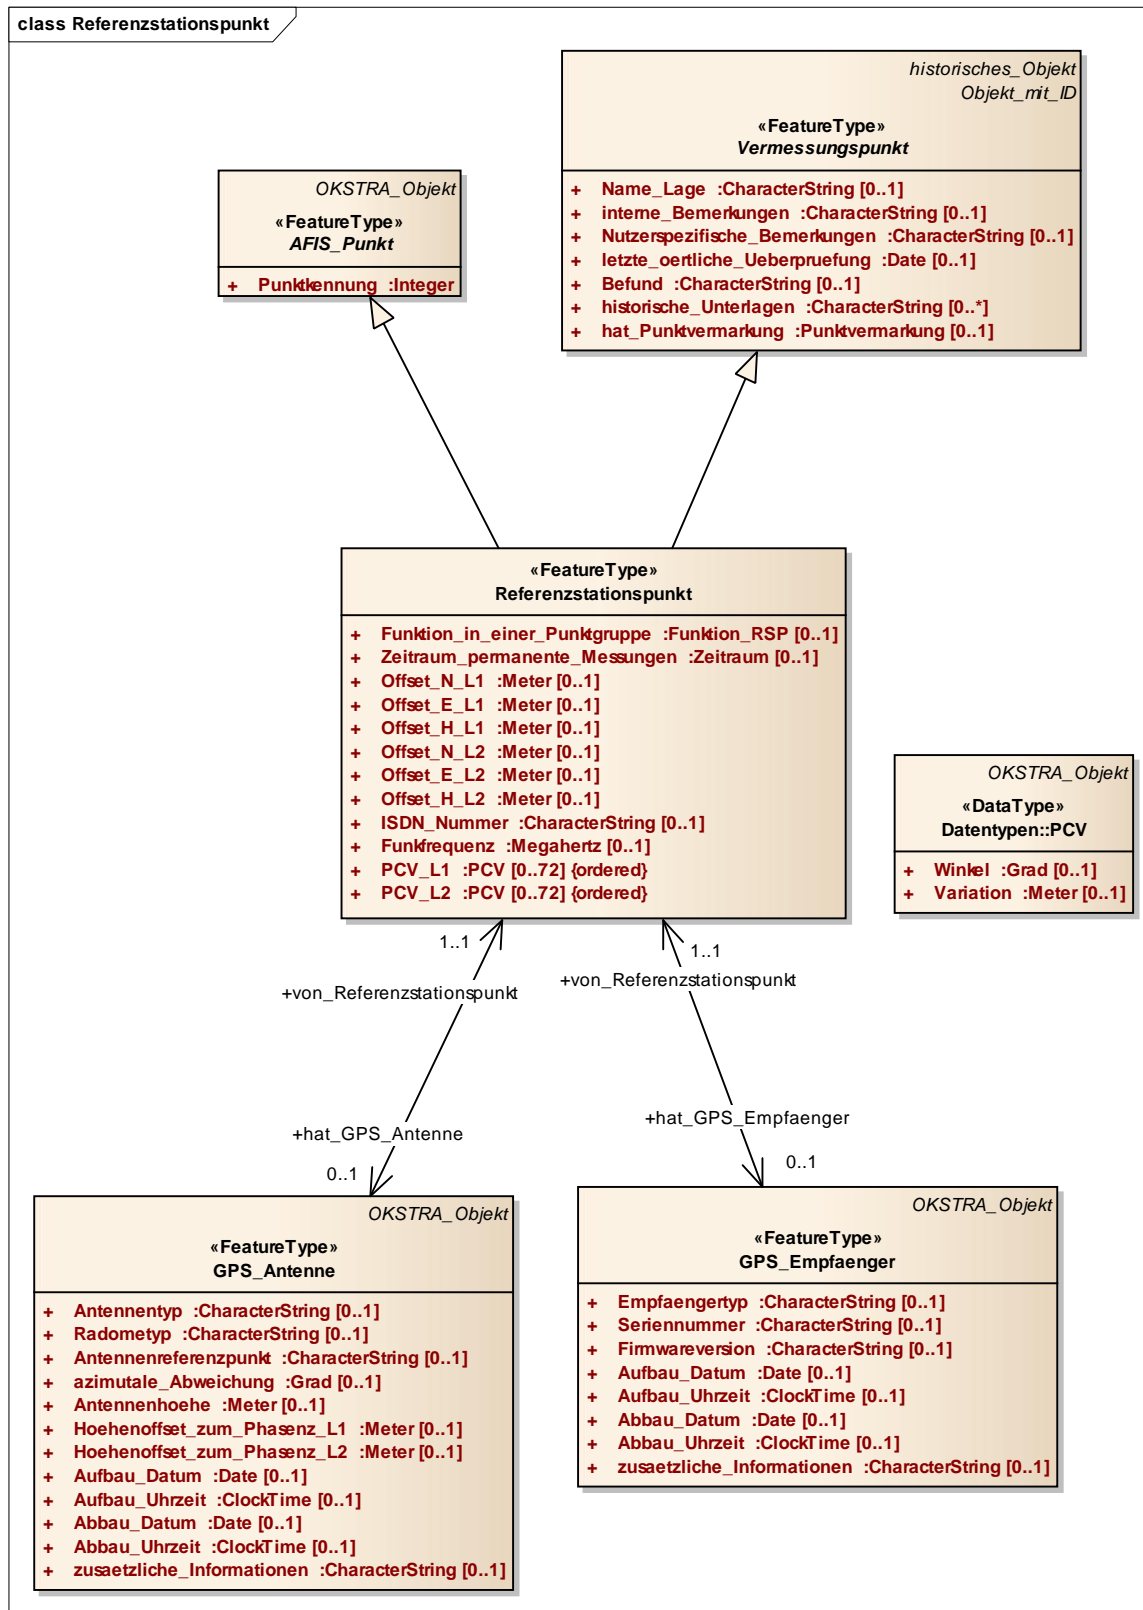 class Referenzstationspunkt
historisches_Objekt
Objekt_mit_ID
«FeatureType»
Vermessungspunkt
+ Name_Lage :CharacterString [0..1]
+ interne_Bemerkungen :CharacterString [0..1]
+ Nutzerspezifische_Bemerkungen :CharacterString [0..1]
+ letzte_oertliche_Ueberpruefung :Date [0..1]
+ Befund :CharacterString [0..1]
+ historische_Unterlagen :CharacterString [0..*]
+ hat_Punktvermarkung :Punktvermarkung [0..1]
OKSTRA_Objekt
«FeatureType»
AFIS_Punkt
+ Punktkennung :Integer
«FeatureType»
Referenzstationspunkt
+ Funktion_in_einer_Punktgruppe :Funktion_RSP [0..1]
+ Zeitraum_permanente_Messungen :Zeitraum [0..1]
+ Offset_N_L1 :Meter [0..1]
+ Offset_E_L1 :Meter [0..1]
+ Offset_H_L1 :Meter [0..1]
+ Offset_N_L2 :Meter [0..1]
+ Offset_E_L2 :Meter [0..1]
+ Offset_H_L2 :Meter [0..1]
+ ISDN_Nummer :CharacterString [0..1]
+ Funkfrequenz :Megahertz [0..1]
+ PCV_L1 :PCV [0..72] {ordered}
+ PCV_L2 :PCV [0..72] {ordered}
OKSTRA_Objekt
«DataType»
Datentypen::PCV
+ Winkel :Grad [0..1]
+ Variation :Meter [0..1]
1..1
+von_Referenzstationspunkt
+hat_GPS_Antenne
0..1
1..1
+von_Referenzstationspunkt
+hat_GPS_Empfaenger
0..1
OKSTRA_Objekt
«FeatureType»
GPS_Antenne
+ Antennentyp :CharacterString [0..1]
+ Radometyp :CharacterString [0..1]
+ Antennenreferenzpunkt :CharacterString [0..1]
+ azimutale_Abweichung :Grad [0..1]
+ Antennenhoehe :Meter [0..1]
+ Hoehenoffset_zum_Phasenz_L1 :Meter [0..1]
+ Hoehenoffset_zum_Phasenz_L2 :Meter [0..1]
+ Aufbau_Datum :Date [0..1]
+ Aufbau_Uhrzeit :ClockTime [0..1]
+ Abbau_Datum :Date [0..1]
+ Abbau_Uhrzeit :ClockTime [0..1]
+ zusaetzliche_Informationen :CharacterString [0..1]
OKSTRA_Objekt
«FeatureType»
GPS_Empfaenger
+ Empfaengertyp :CharacterString [0..1]
+ Seriennummer :CharacterString [0..1]
+ Firmwareversion :CharacterString [0..1]
+ Aufbau_Datum :Date [0..1]
+ Aufbau_Uhrzeit :ClockTime [0..1]
+ Abbau_Datum :Date [0..1]
+ Abbau_Uhrzeit :ClockTime [0..1]
+ zusaetzliche_Informationen :CharacterString [0..1]